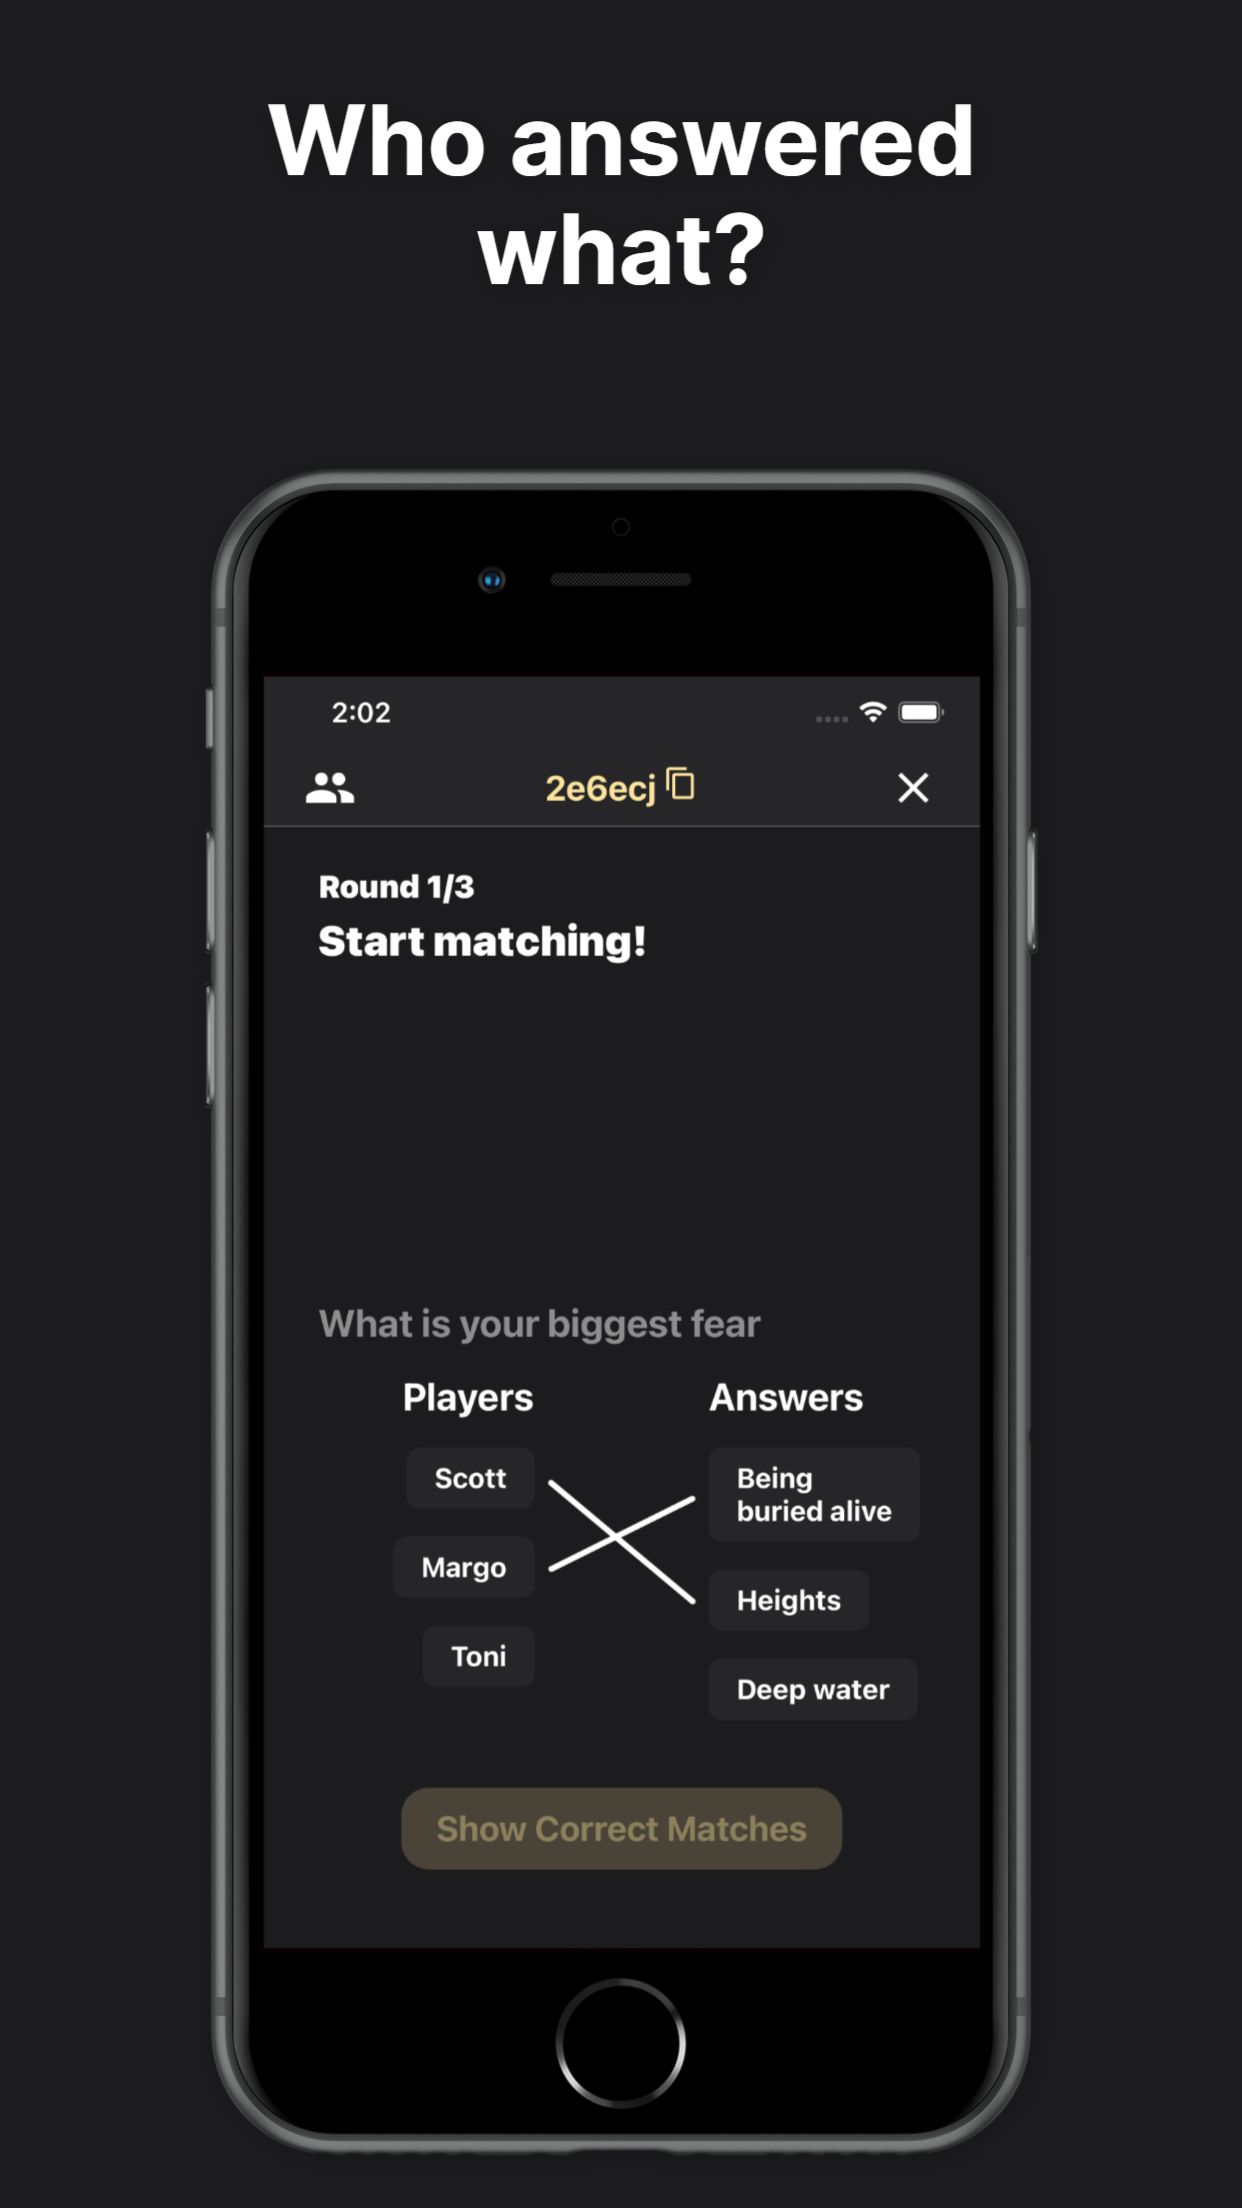 Who answered
what?
2:02
2e6ecj
Round 1/3
Start matching!
What is your biggest fear
Players
Answers
Scott
Being
buried alive
Margo
Heights
Toni
Deep water
Show Correct Matches